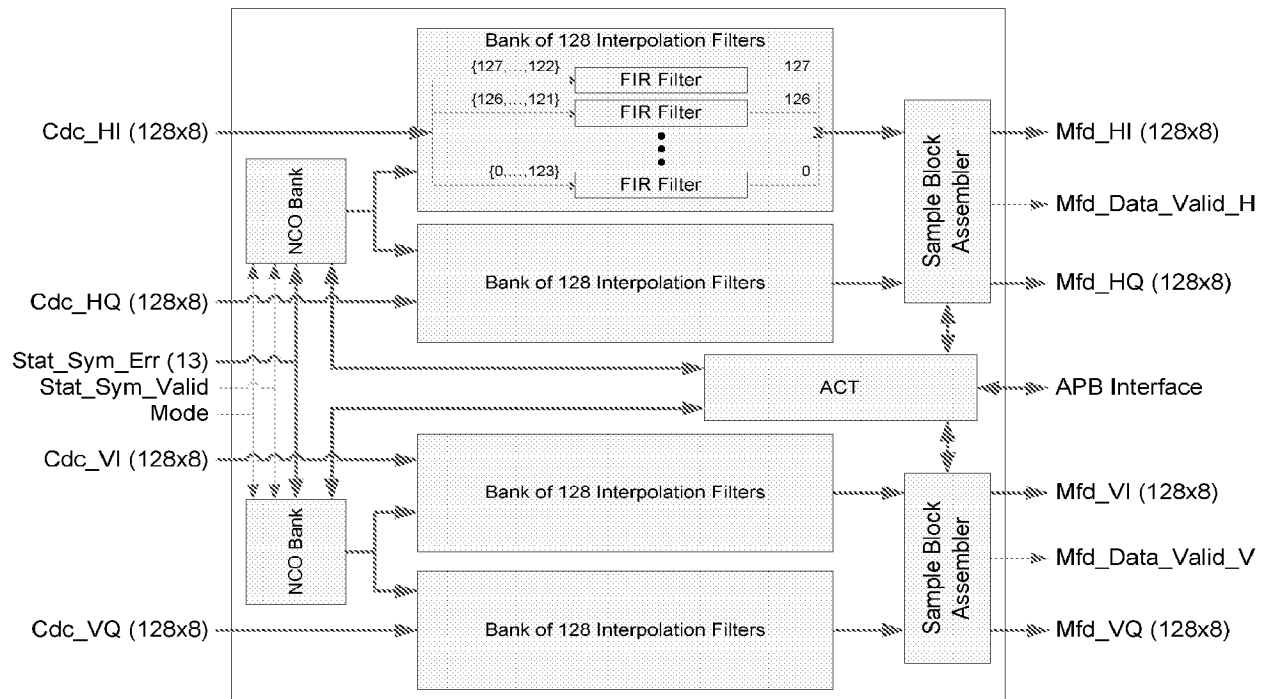 Bank of 128 Interpolation Filters
{127,...,122}
FIR Filter
127
{126,...,121}
FIR Filter
126
Cdc_HI (128x8)
{0,...,123}
FIR Filter
0
NCO Bank
Sample Block
Assembler
Mfd_HI (128x8)
Mfd_Data_Valid_H
Cdc_HQ (128x8)
Bank of 128 Interpolation Filters
Mfd_HQ (128x8)
Stat_Sym_Err (13)
Stat_Sym_Valid
Mode
ACT
APB Interface
Cdc_VI (128x8)
Bank of 128 Interpolation Filters
Mfd_VI (128x8)
NCO Bank
Sample Block
Assembler
Mfd_Data_Valid_V
Cdc_VQ (128x8)
Bank of 128 Interpolation Filters
Mfd_VQ (128x8)